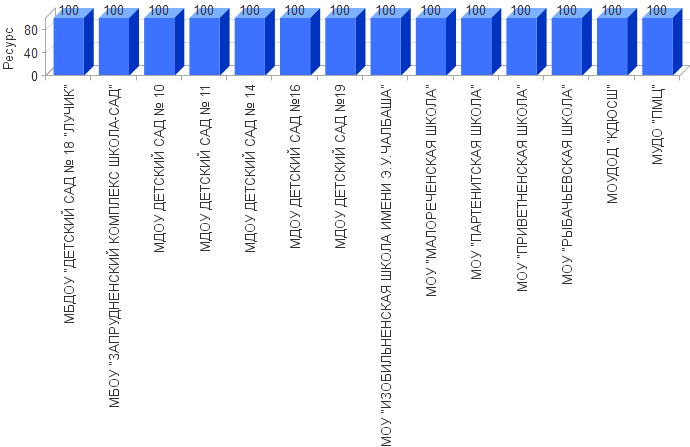 100 100 100 100 100 100 100 100 100 100 100 100 100 100
Ресурс
80
40
0
МБДОУ "ДЕТСКИЙ САД № 18 "ЛУЧИК"
МБОУ "ЗАПРУДНЕНСКИЙ КОМПЛЕКС ШКОЛА-САД"
МДОУ ДЕТСКИЙ САД № 10
МДОУ ДЕТСКИЙ САД № 11
МДОУ ДЕТСКИЙ САД № 14
МДОУ ДЕТСКИЙ САД №16
МДОУ ДЕТСКИЙ САД №19
МОУ "ИЗОБИЛЬНЕНСКАЯ ШКОЛА ИМЕНИ Э.У.ЧАЛБАША"
МОУ "МАЛОРЕЧЕНСКАЯ ШКОЛА"
МОУ "ПАРТЕНИТСКАЯ ШКОЛА"
МОУ "ПРИВЕТНЕНСКАЯ ШКОЛА"
МОУ "РЫБАЧЬЕВСКАЯ ШКОЛА"
МОУДОД "КДЮСШ"
МУДО "ПМЦ"